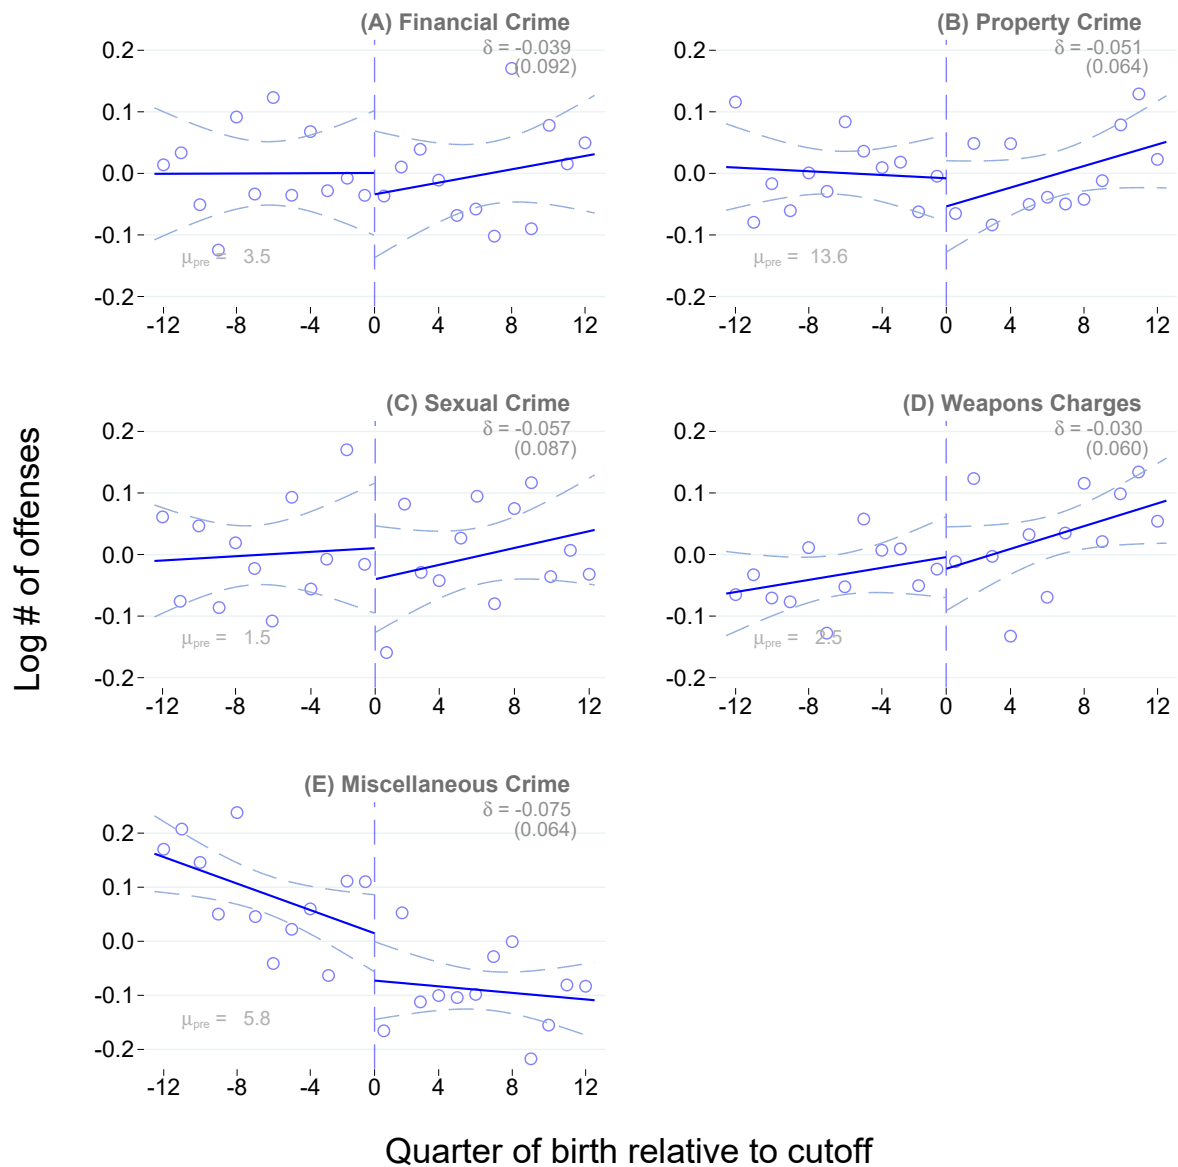 (A) Financial Crime
δ = -0.039
(0.092)
0.2
0.1
0.0
-0.1
-0.2
μpre = 3.5
-12 -8 -4 0 4 8 12
(B) Property Crime
δ = -0.051
(0.064)
0.2
0.1
0.0
-0.1
-0.2
μpre = 13.6
-12 -8 -4 0 4 8 12
Log # of offenses
(C) Sexual Crime
δ = -0.057
(0.087)
0.2
0.1
0.0
-0.1
-0.2
μpre = 1.5
-12 -8 -4 0 4 8 12
(D) Weapons Charges
δ = -0.030
(0.060)
0.2
0.1
0.0
-0.1
-0.2
μpre = 2.5
-12 -8 -4 0 4 8 12
(E) Miscellaneous Crime
δ = -0.075
(0.064)
0.2
0.1
0.0
-0.1
-0.2
μpre = 5.8
-12 -8 -4 0 4 8 12
Quarter of birth relative to cutoff